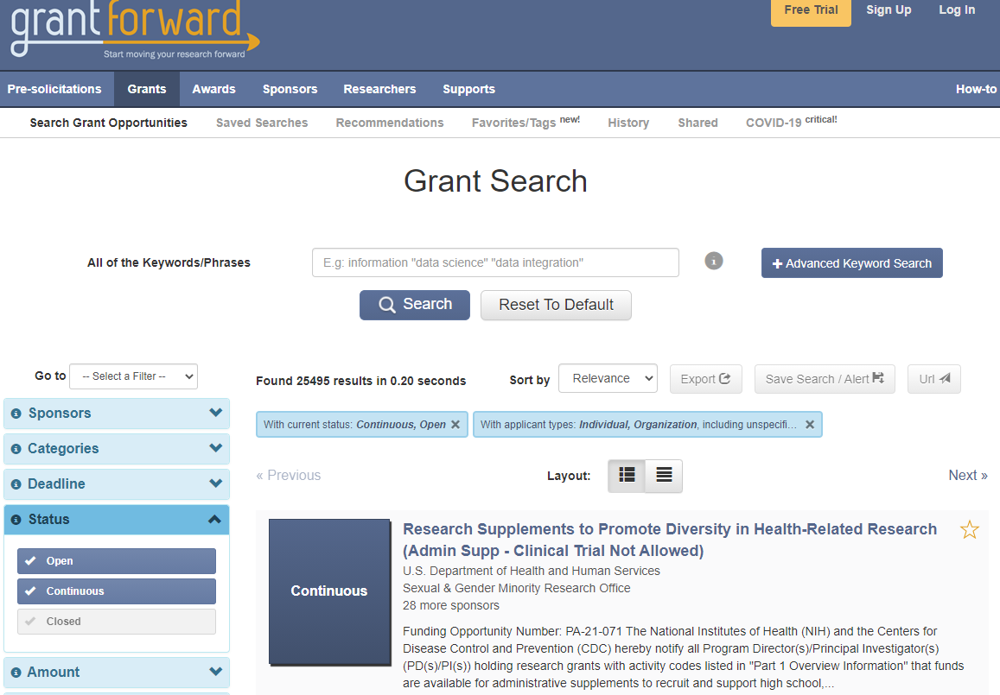 grantforward
Start moving your research forward
Free Trial Sign Up Log In
Pre-solicitations Grants Awards Sponsors Researchers Supports How-to
Search Grant Opportunities Saved Searches Recommendations Favorites/Tags new! History Shared COVID-19 critical!
Grant Search
All of the Keywords/Phrases E.g: information "data science" "data integration" i + Advanced Keyword Search
Search Reset To Default
Go to -- Select a Filter -- Found 25495 results in 0.20 seconds Sort by Relevance Export Save Search / Alert Url
Sponsors
With current status: Continuous, Open × With applicant types: Individual, Organization, including unspecifi... ×
Categories
« Previous Layout: Next »
Deadline
Status
Open
Continuous
Closed
Amount
Continuous
Research Supplements to Promote Diversity in Health-Related Research
(Admin Supp - Clinical Trial Not Allowed)
U.S. Department of Health and Human Services
Sexual & Gender Minority Research Office
28 more sponsors
Funding Opportunity Number: PA-21-071 The National Institutes of Health (NIH) and the Centers for
Disease Control and Prevention (CDC) hereby notify all Program Director(s)/Principal Investigator(s)
(PD(s)/PI(s)) holding research grants with activity codes listed in "Part 1 Overview Information" that funds
are available for administrative supplements to recruit and support high school,...